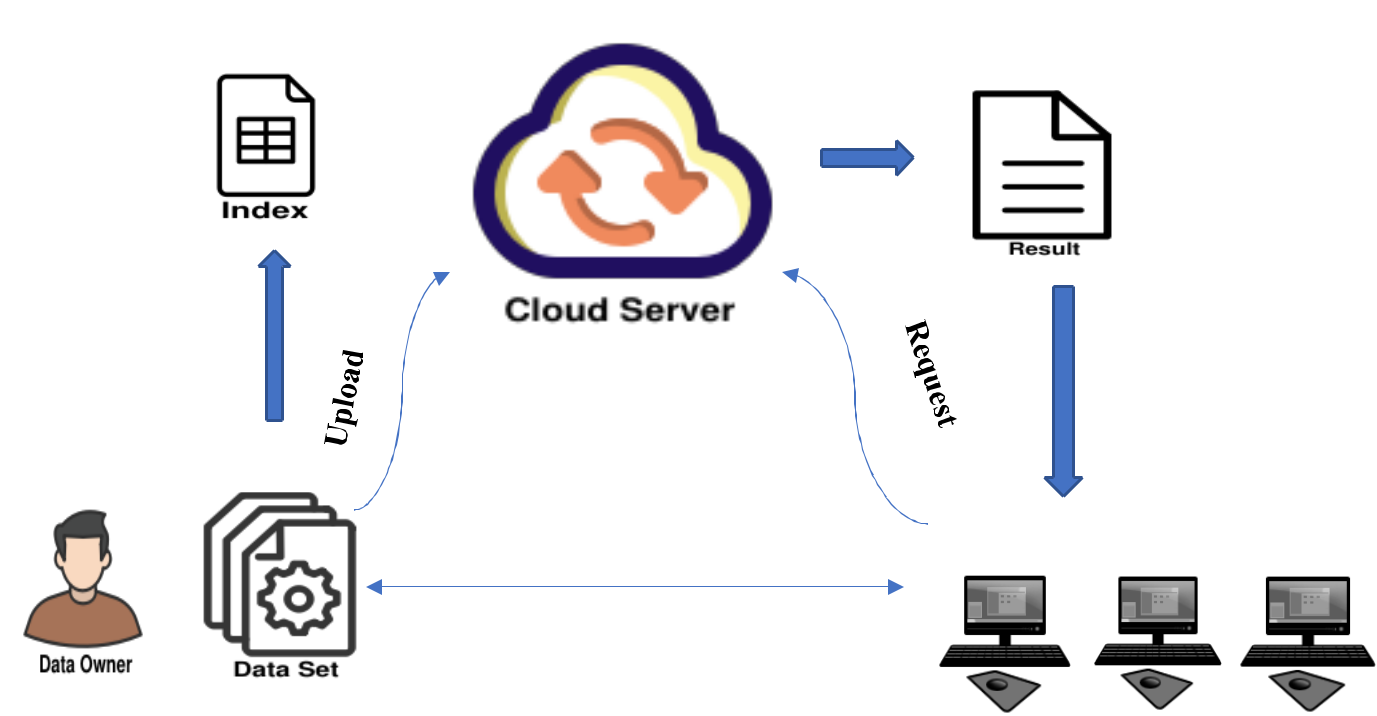 Index
Result
Cloud Server
Upload
Request
Data Owner
Data Set